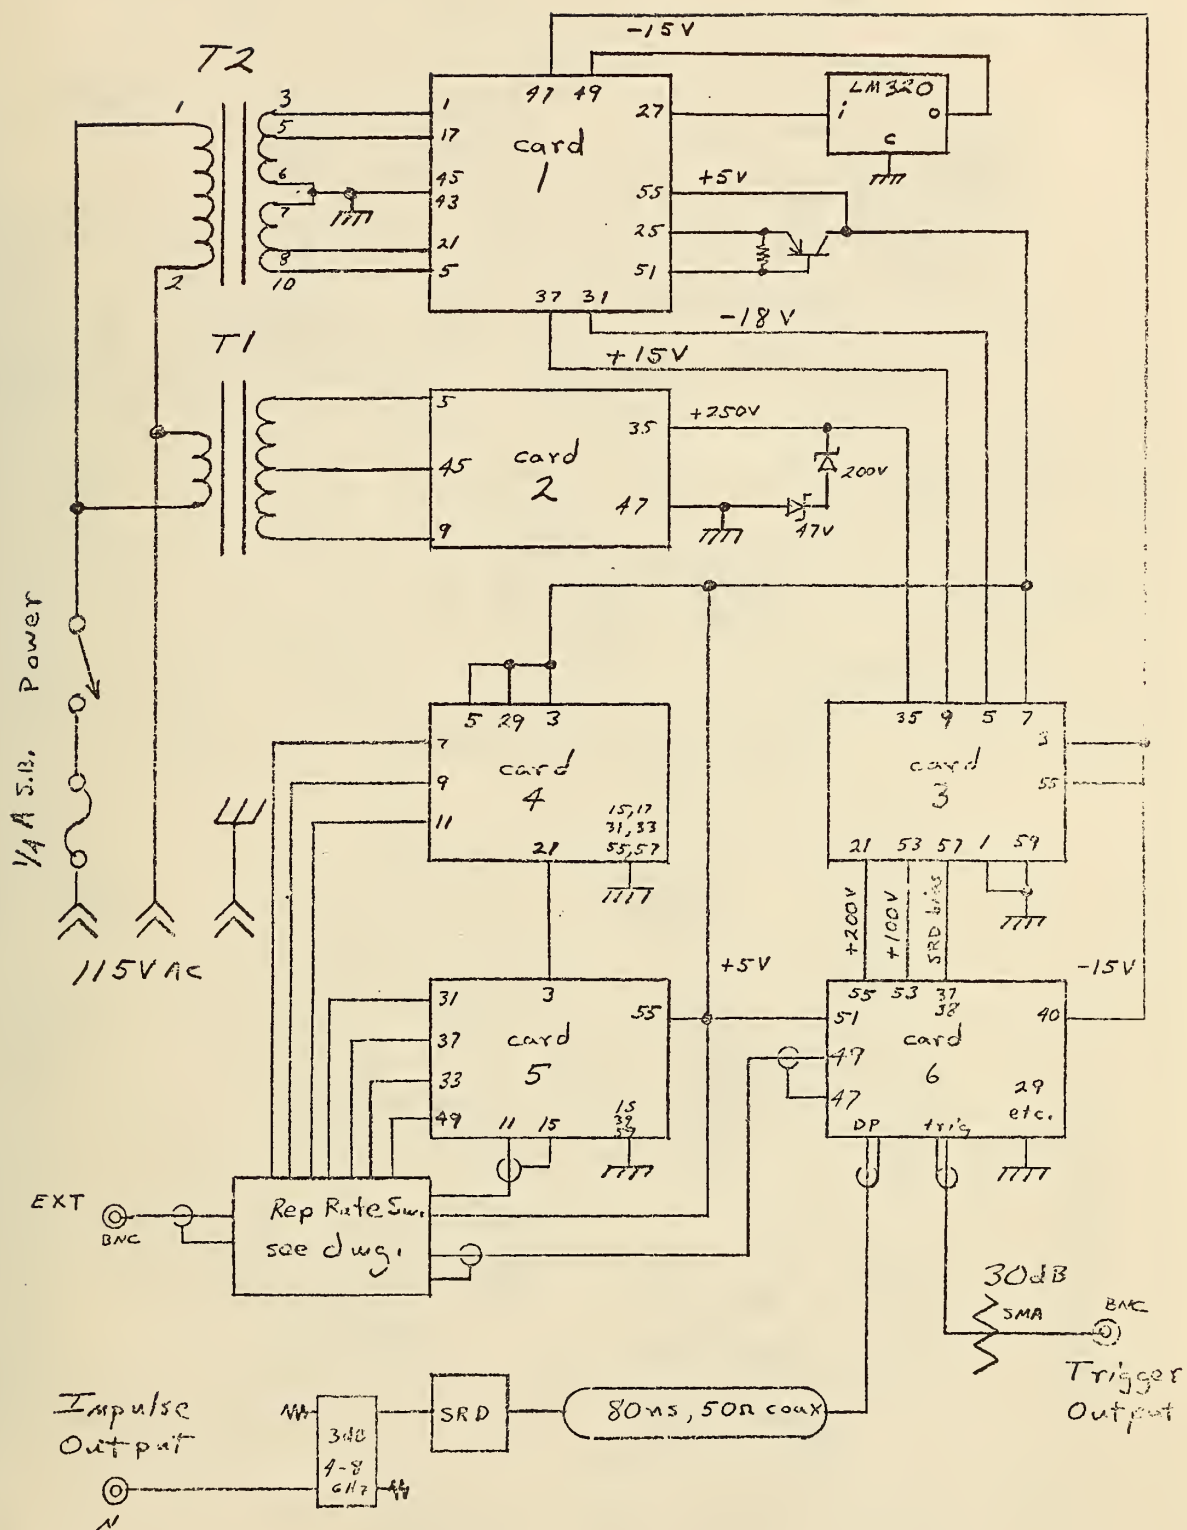 -15V
T2
1
2
3
5
6
7
8
10
47 49
1
17
45
43
21
5
card
1
27
55
25
51
37 31
LM320
i
o
c
+5V
-18V
+15V
T1
5
45
9
card
2
35
47
+250V
200V
47V
Power
1/4 A S.B.
115V AC
5 29 3
7
9
11
card
4
15,17
31,33
55,57
21
35 9 5 7
3
55
card
3
21 53 57 1 59
+200V
+100V
SRD bias
-15V
+5V
3
31
37
33
49
card
5
55
11 15
15
39
55 53 37
38
51
49
47
card
6
40
29
etc.
DP trig
EXT
BNC
Rep Rate Sw.
see dwg.
30dB
SMA
BNC
Trigger
Output
Impulse
Output
N
3dB
4-8
GHz
SRD
80ns, 50Ω coax